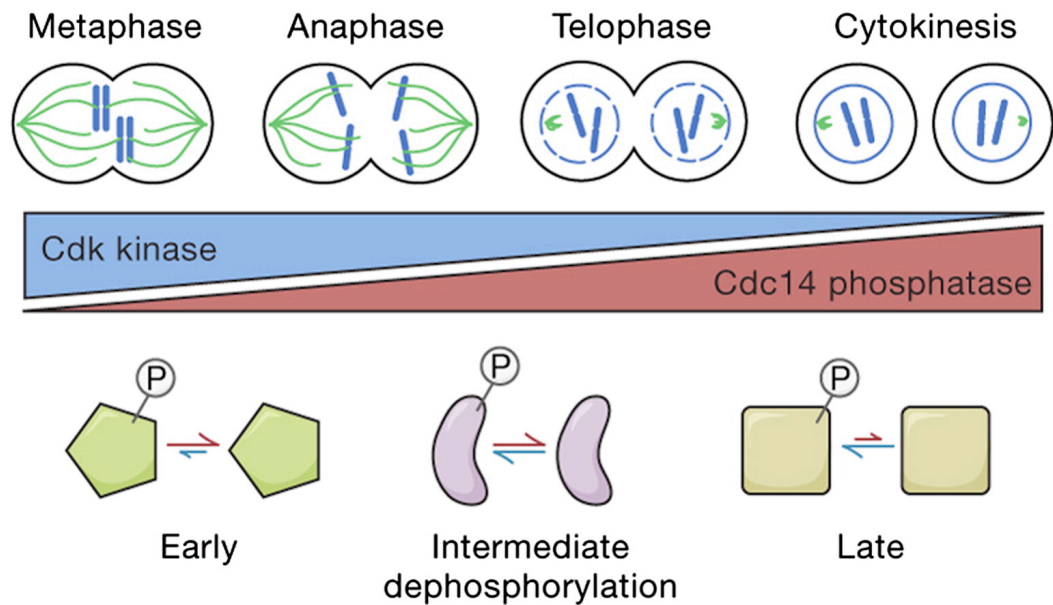 Metaphase
Anaphase
Telophase
Cytokinesis
Cdk kinase
Cdc14 phosphatase
P
P
P
Early
Intermediate
dephosphorylation
Late